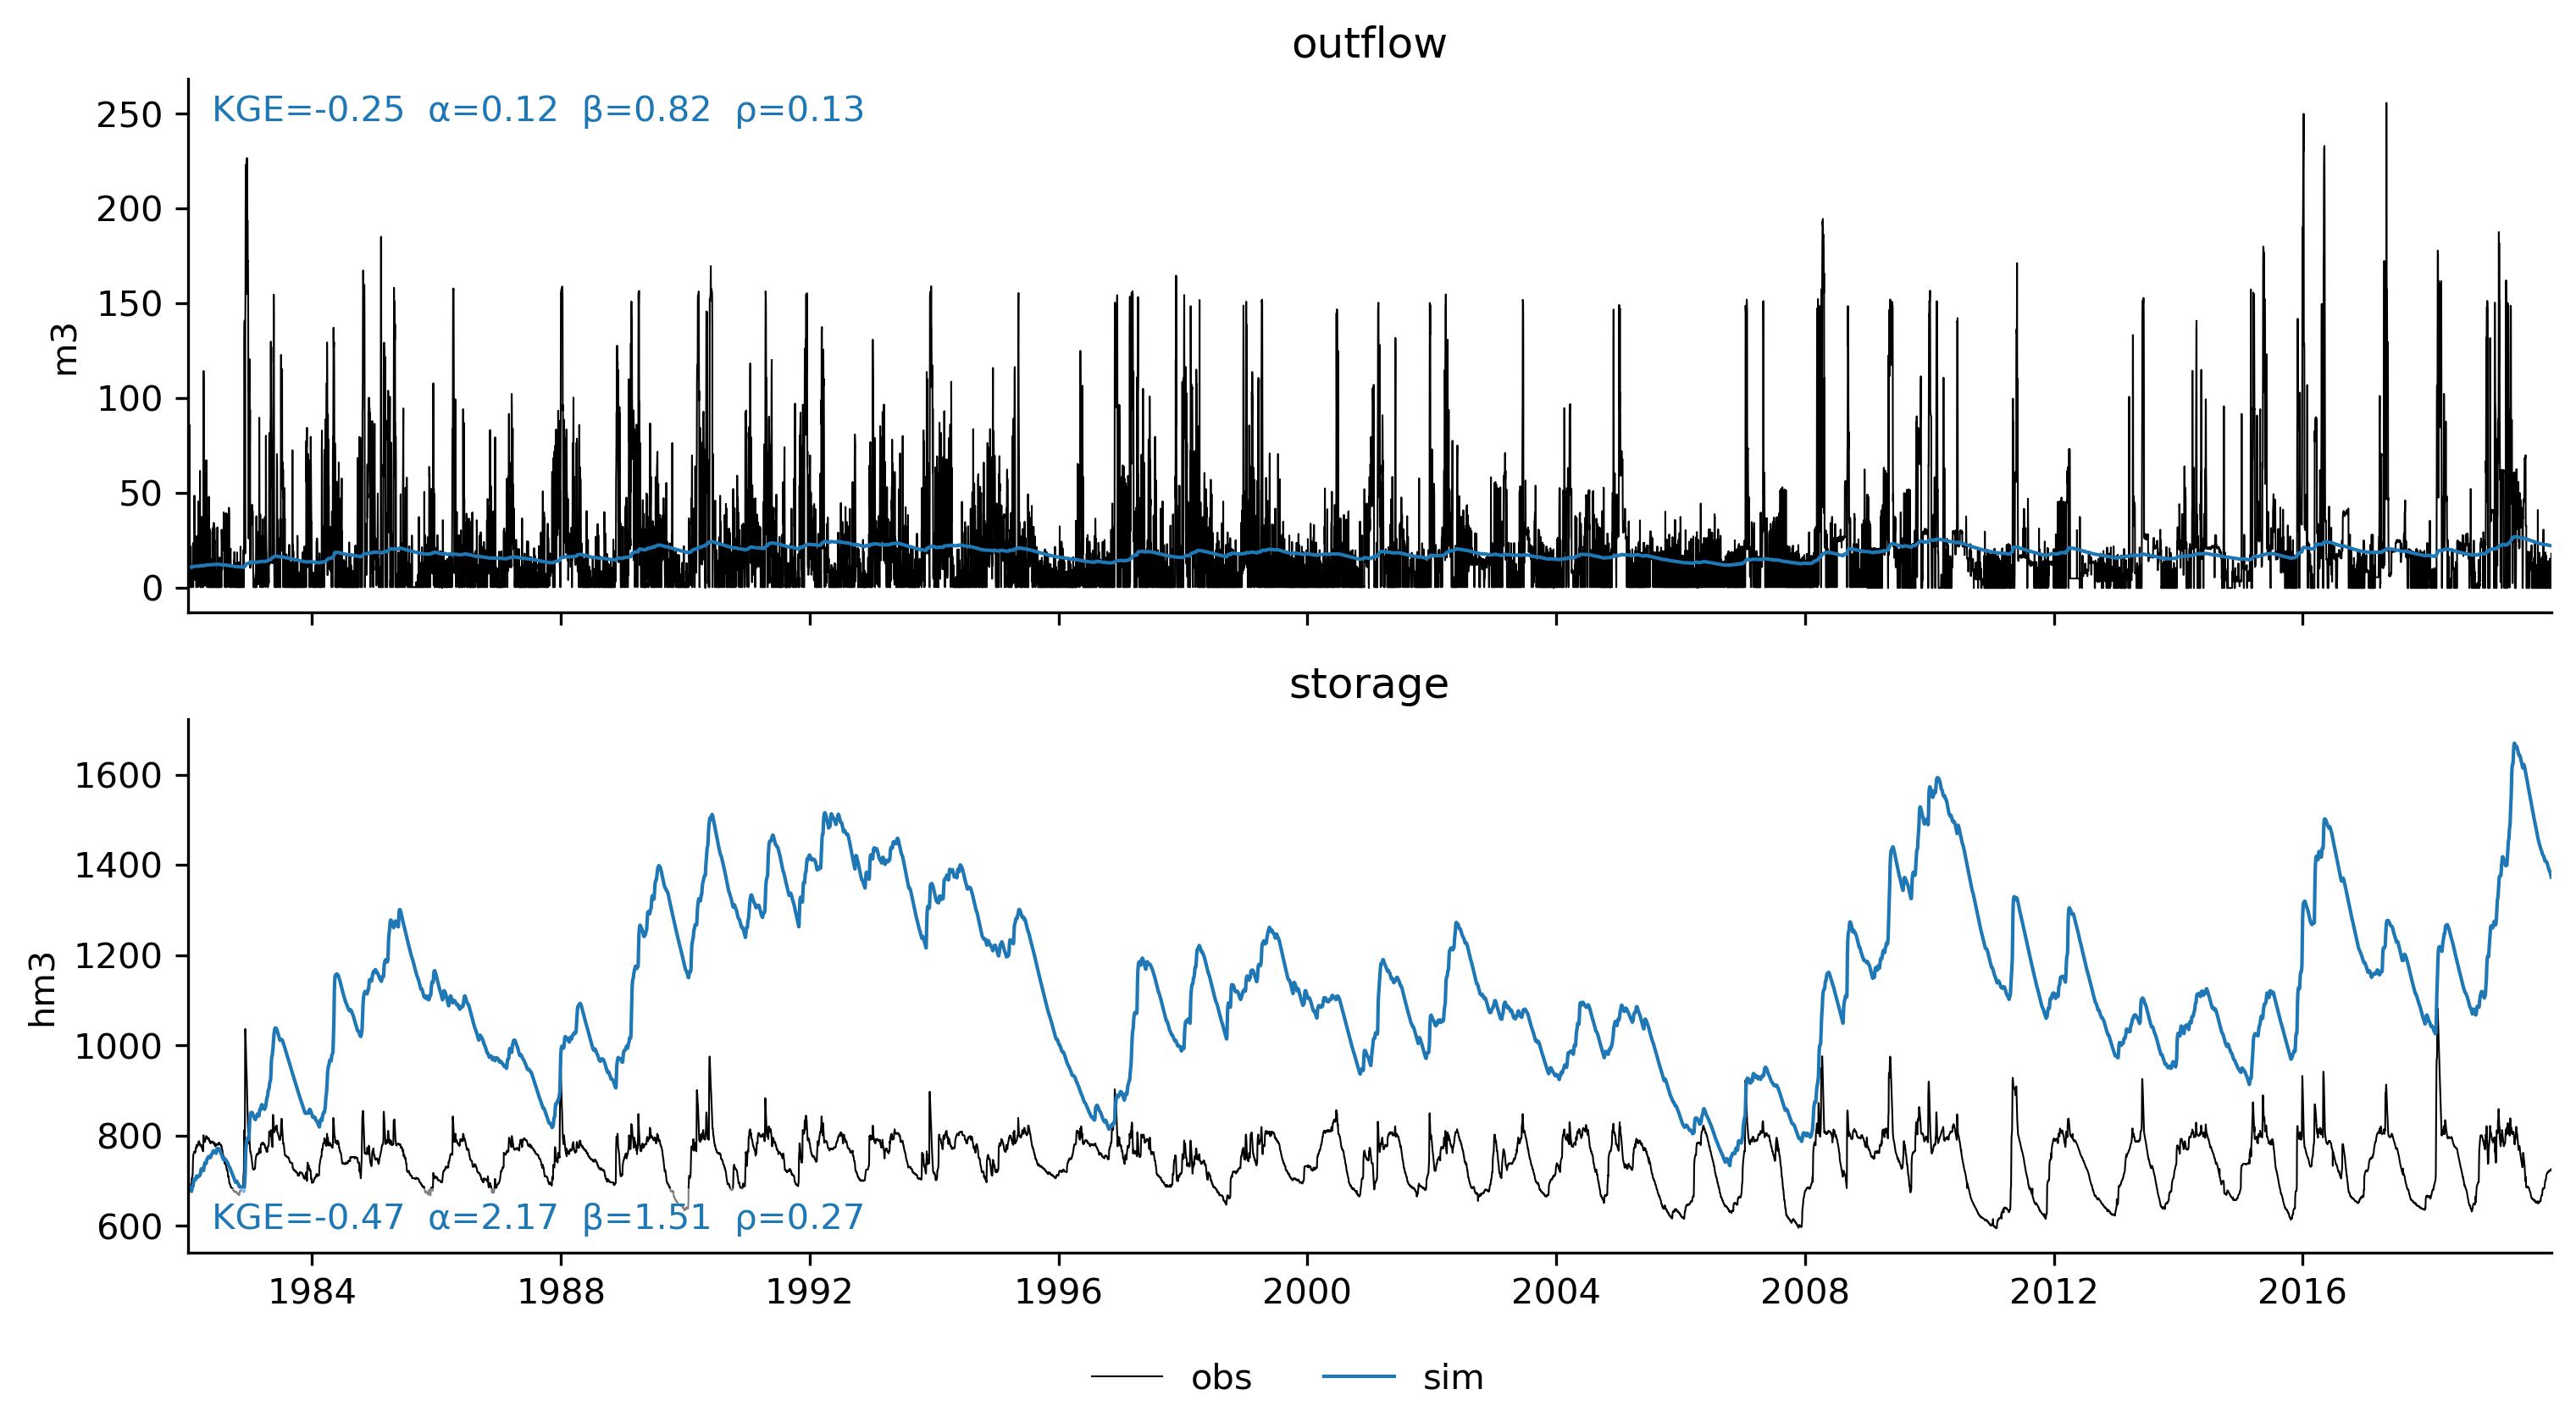 outflow
KGE=-0.25 α=0.12 β=0.82 ρ=0.13
250
200
150
100
50
0
m3
storage
1600
1400
1200
1000
800
600
hm3
KGE=-0.47 α=2.17 β=1.51 ρ=0.27
1984 1988 1992 1996 2000 2004 2008 2012 2016
obs sim